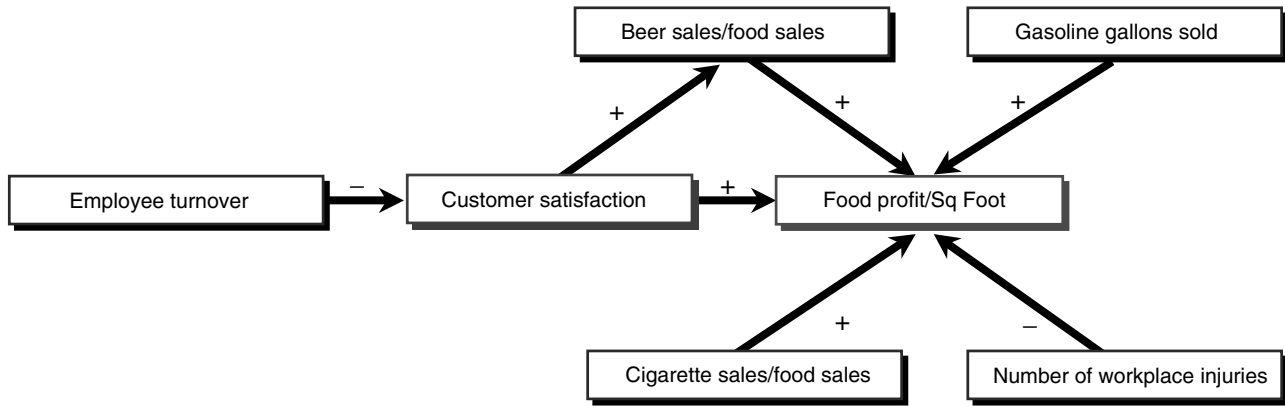 Beer sales/food sales
Gasoline gallons sold
+
+
+
Employee turnover
–
Customer satisfaction
+
Food profit/Sq Foot
+
–
Cigarette sales/food sales
Number of workplace injuries